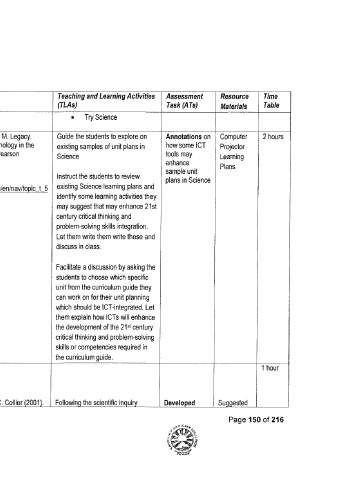 Teaching and Learning Activities Assessment Resource Time
(TLAs) Task (ATs) Materials Table
• Try Science
M. Legacy. Guide the students to explore on Annotations on Computer 2 hours
nology in the existing samples of unit plans in how some ICT Projector
earson Science tools may Learning
enhance Plans
Instruct the students to review sample unit
/en/nav/topic_t_5 existing Science learning plans and plans in Science
identify some learning activities they
may suggest that may enhance 21st
century critical thinking and
problem-solving skills integration.
Let them write them write these and
discuss in class.
Facilitate a discussion by asking the
students to choose which specific
unit from the curriculum guide they
can work on for their unit planning
which should be ICT-integrated. Let
them explain how ICTs will enhance
the development of the 21st century
critical thinking and problem-solving
skills or competencies required in
the curriculum guide.
1 hour
Collier (2001). Following the scientific inquiry Developed Suggested
Page 150 of 216